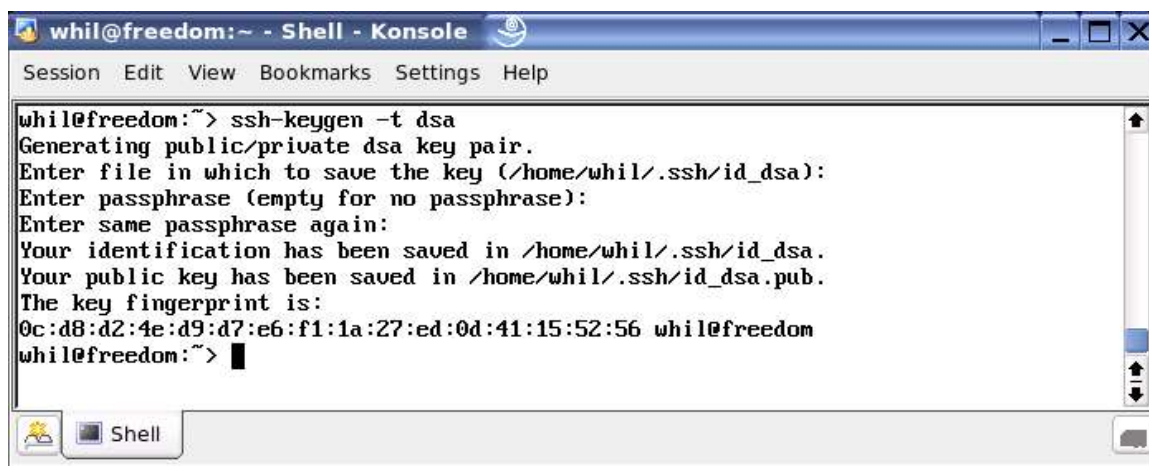 whil@freedom:~ - Shell - Konsole
Session Edit View Bookmarks Settings Help
whil@freedom:~> ssh-keygen -t dsa
Generating public/private dsa key pair.
Enter file in which to save the key (/home/whil/.ssh/id_dsa):
Enter passphrase (empty for no passphrase):
Enter same passphrase again:
Your identification has been saved in /home/whil/.ssh/id_dsa.
Your public key has been saved in /home/whil/.ssh/id_dsa.pub.
The key fingerprint is:
0c:d8:d2:4e:d9:d7:e6:f1:1a:27:ed:0d:41:15:52:56 whil@freedom
whil@freedom:~>
Shell